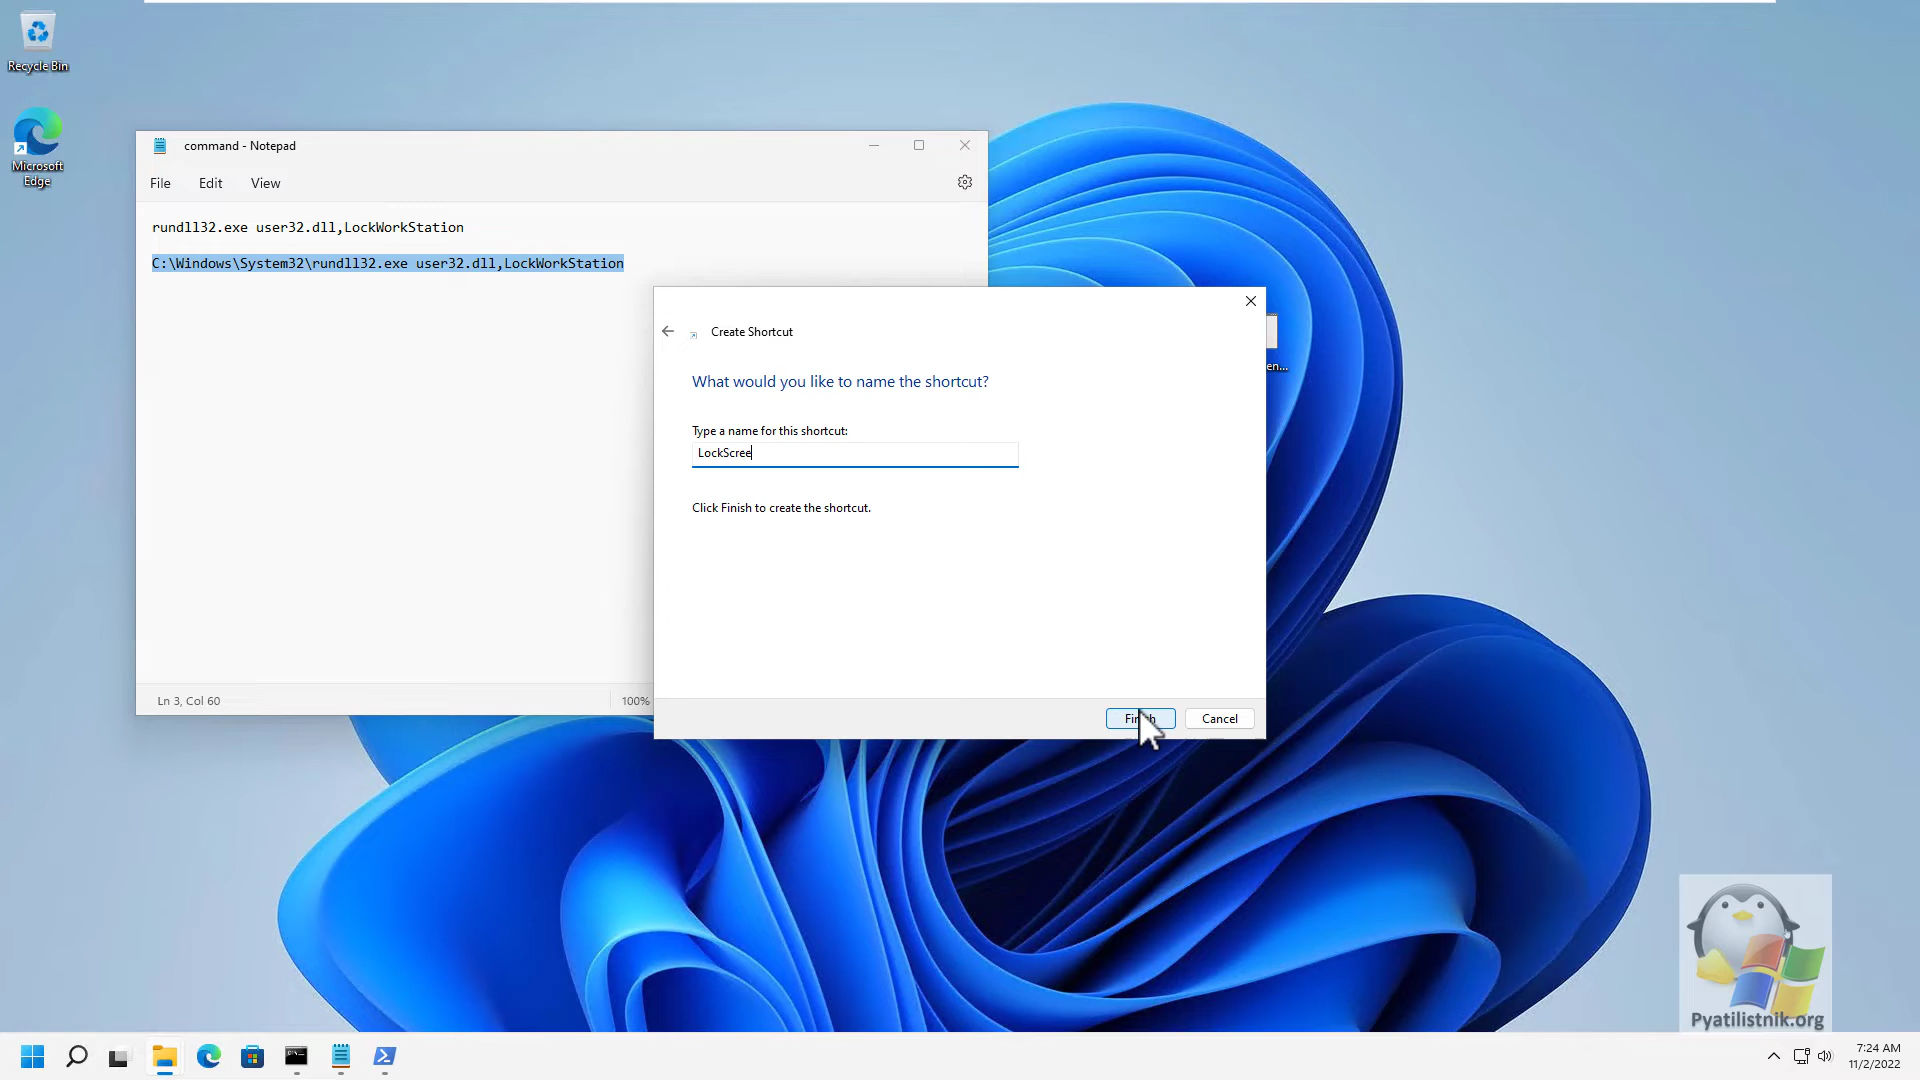 Recycle Bin
Microsoft
Edge
command - Notepad
File
Edit
View
rundll32.exe user32.dll,LockWorkStation
C:\Windows\System32\rundll32.exe user32.dll,LockWorkStation
Ln 3, Col 60
100%
Create Shortcut
What would you like to name the shortcut?
Type a name for this shortcut:
LockScree
Click Finish to create the shortcut.
Finish
Cancel
en...
Pyatilistnik.org
7:24 AM
11/2/2022